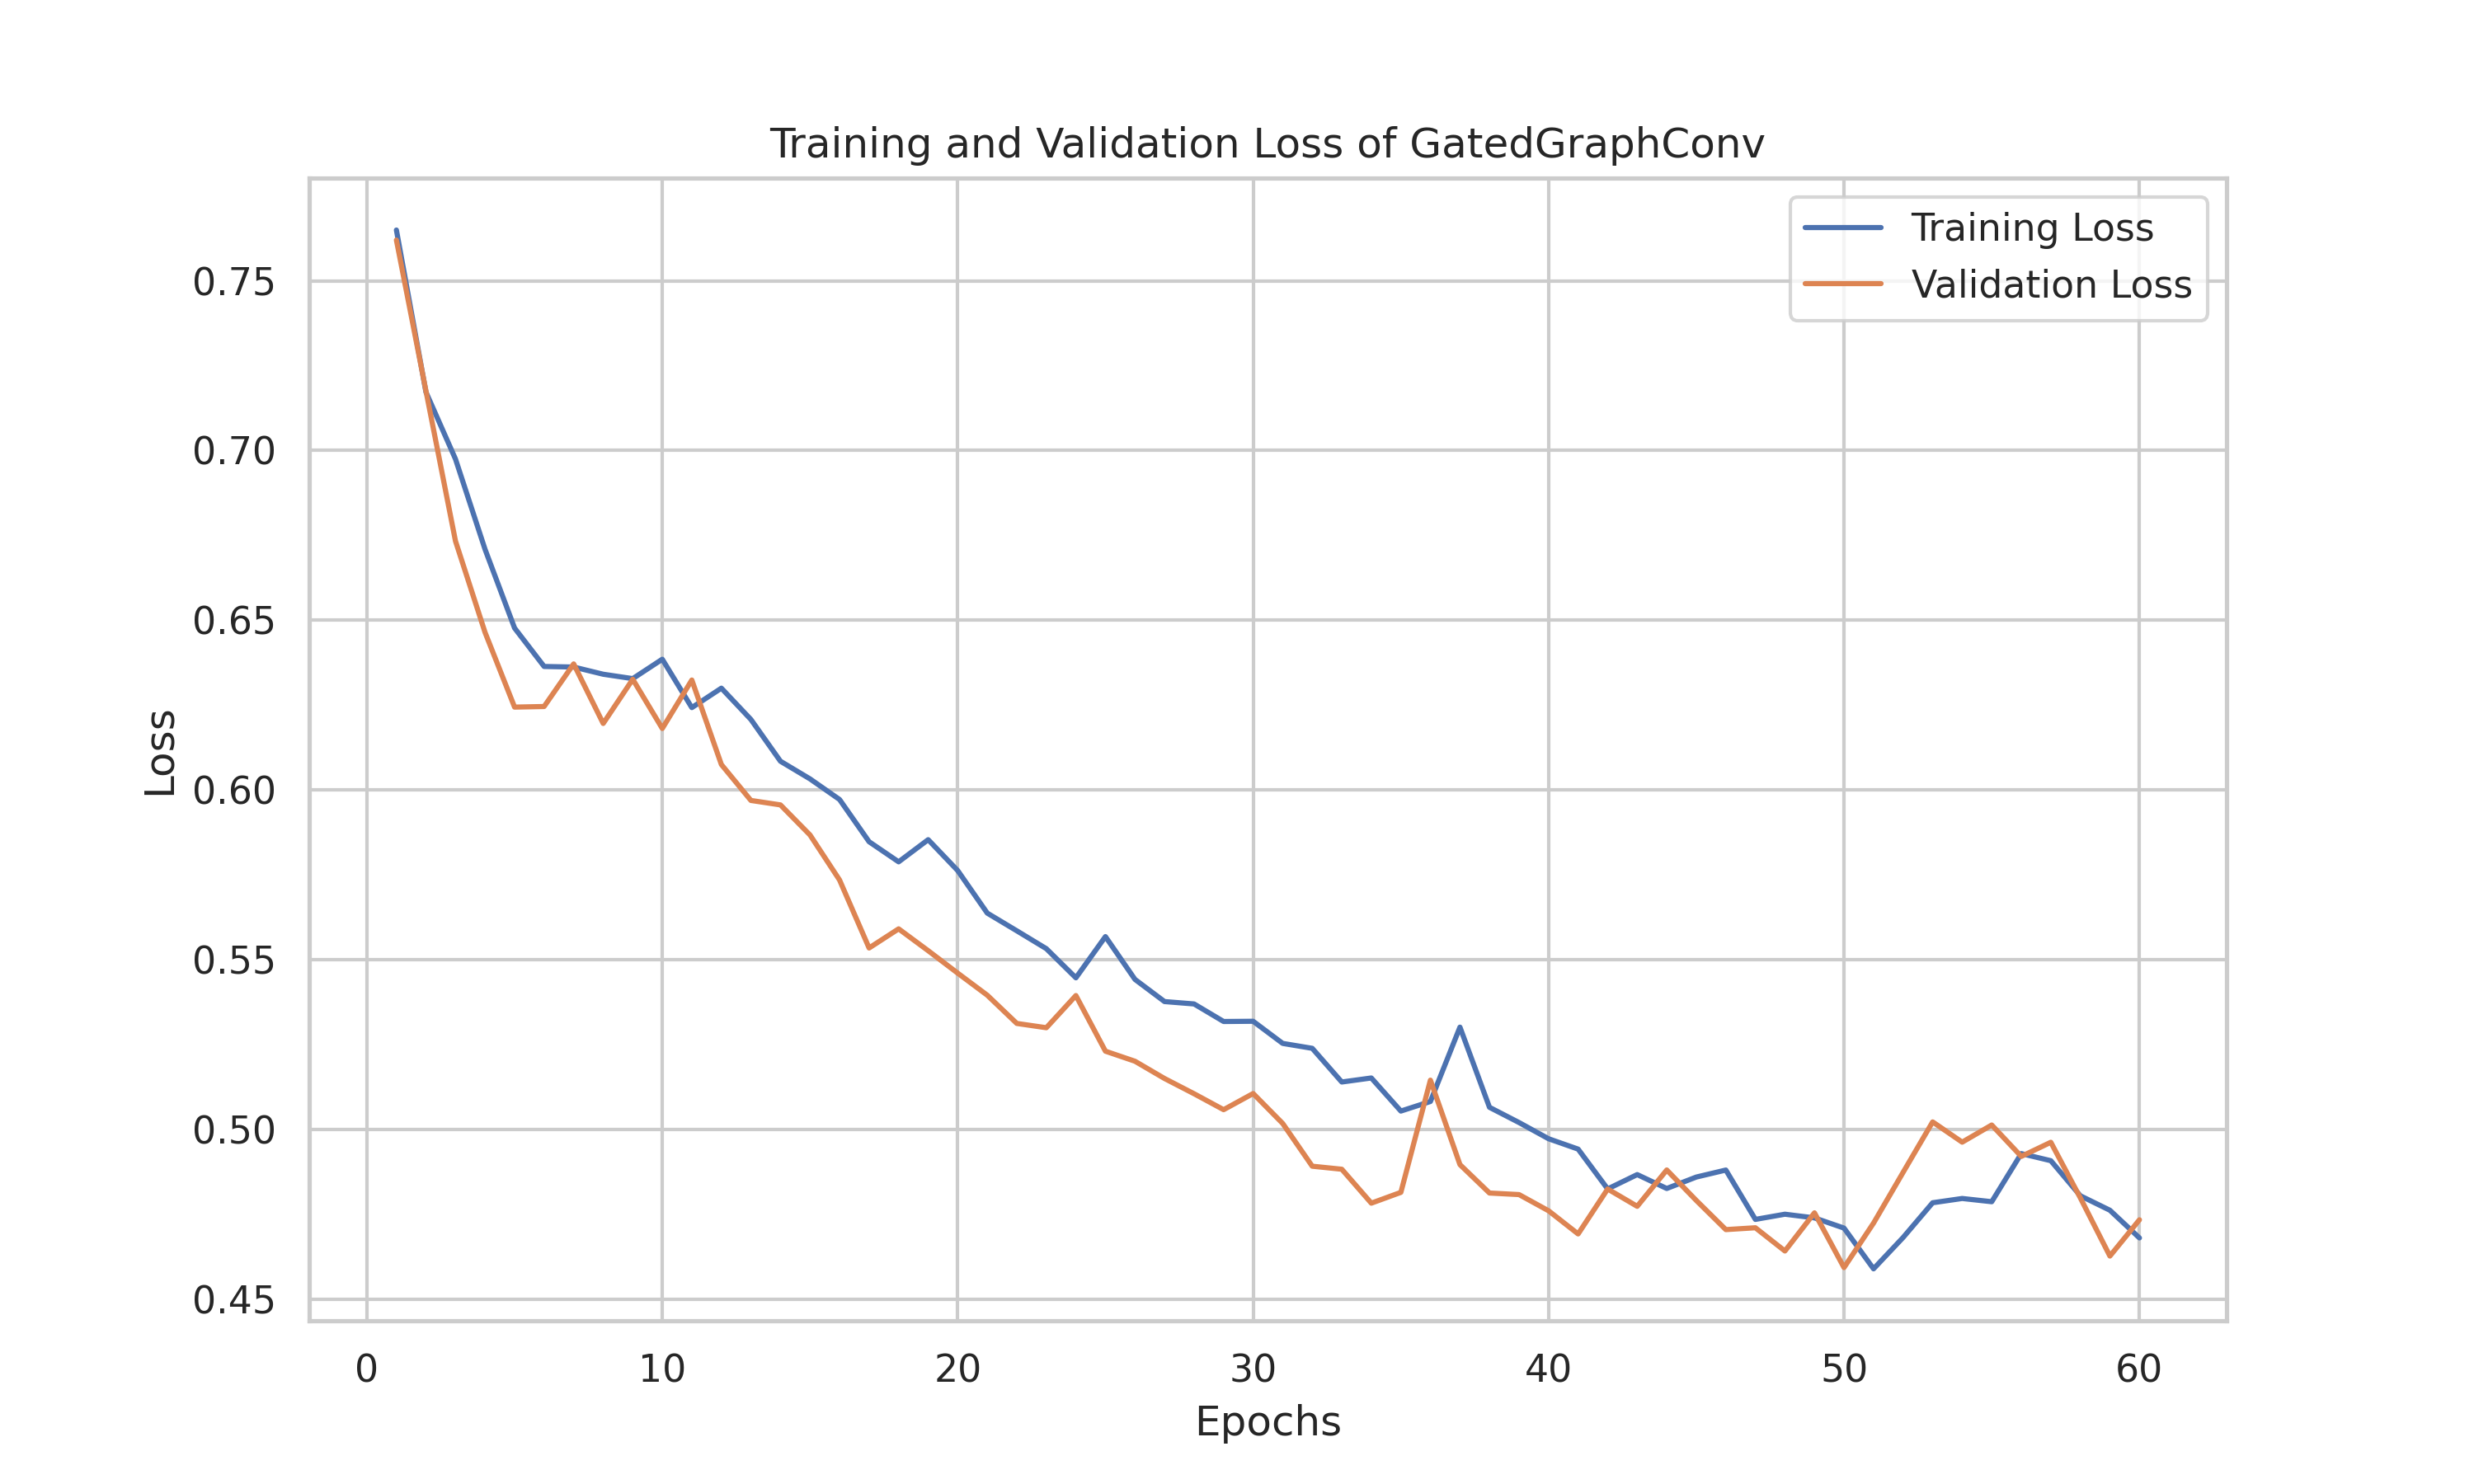 Training and Validation Loss of GatedGraphConv
Training Loss
Validation Loss
0.75
0.70
0.65
0.60
0.55
0.50
0.45
Loss
0 10 20 30 40 50 60
Epochs